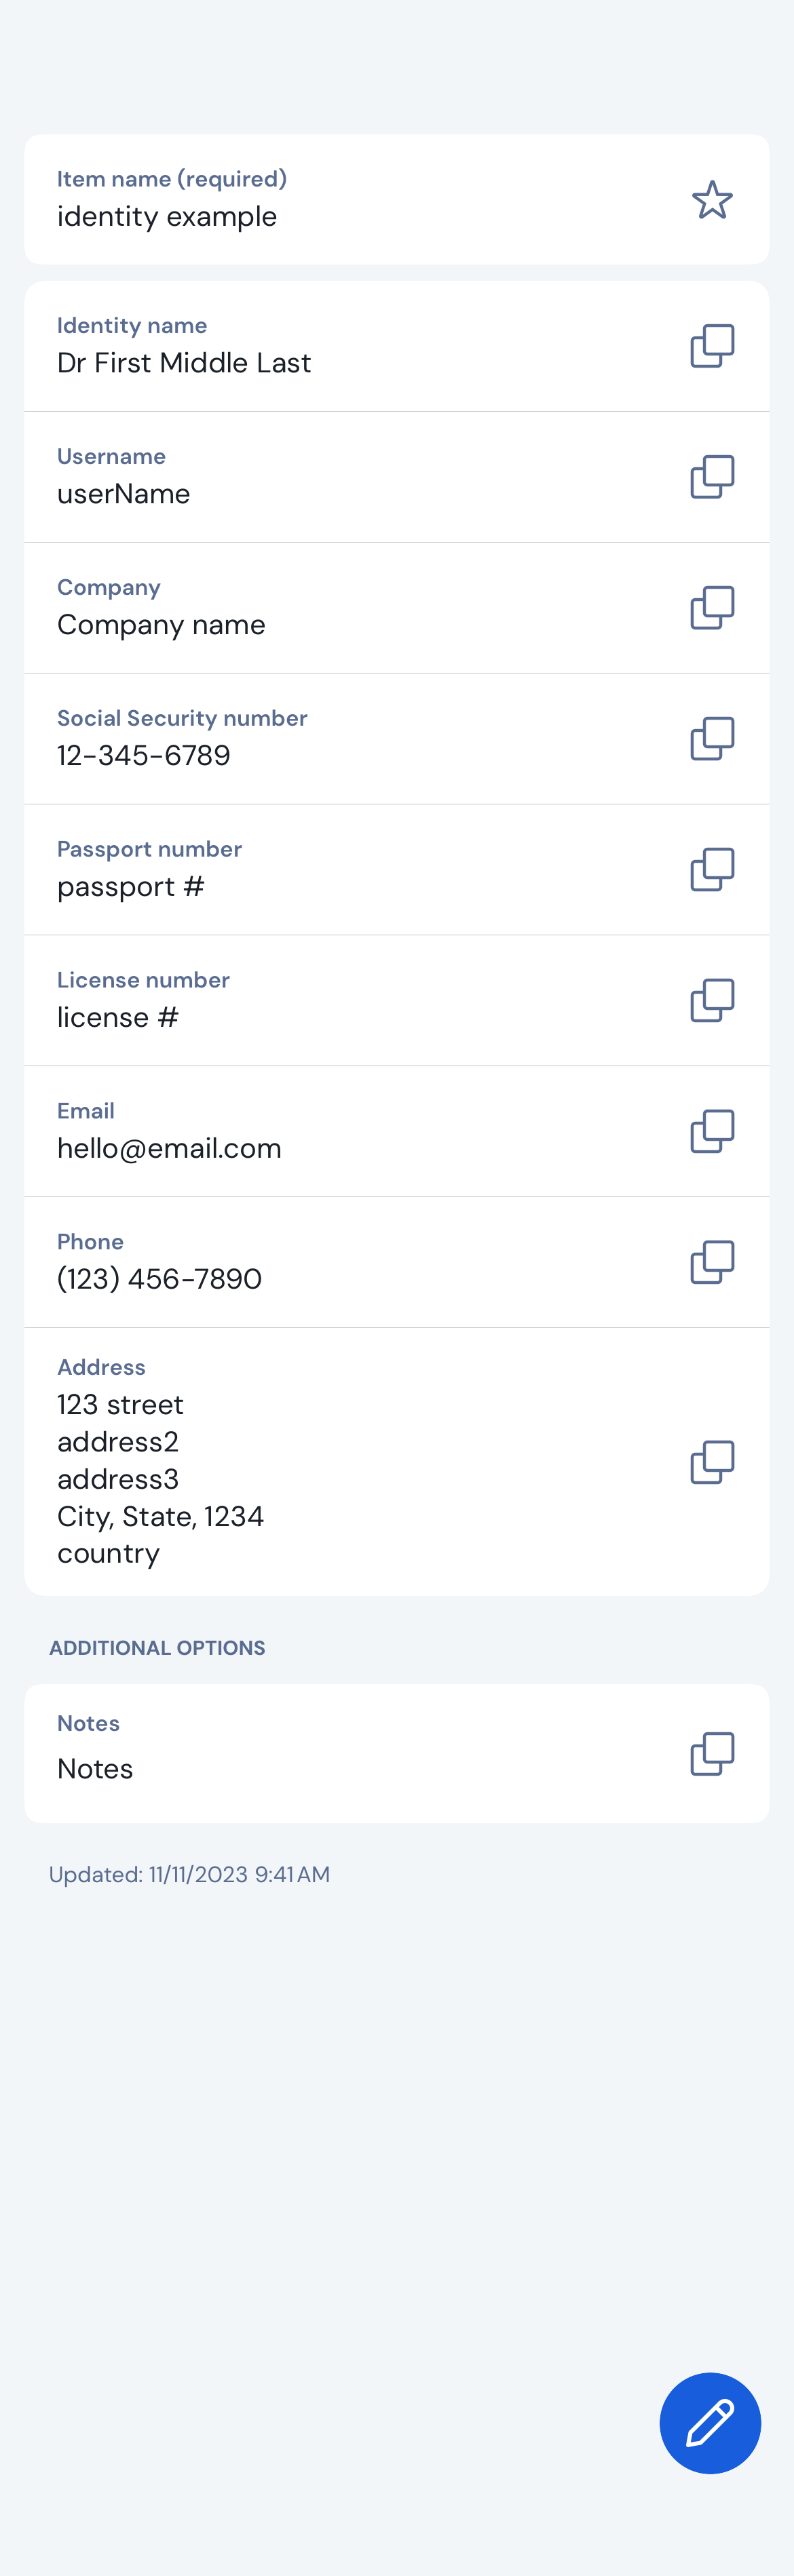 Item name (required)
identity example
Identity name
Dr First Middle Last
Username
userName
Company
Company name
Social Security number
12-345-6789
Passport number
passport #
License number
license #
Email
hello@email.com
Phone
(123) 456-7890
Address
123 street
address2
address3
City, State, 1234
country
ADDITIONAL OPTIONS
Notes
Notes
Updated: 11/11/2023 9:41 AM